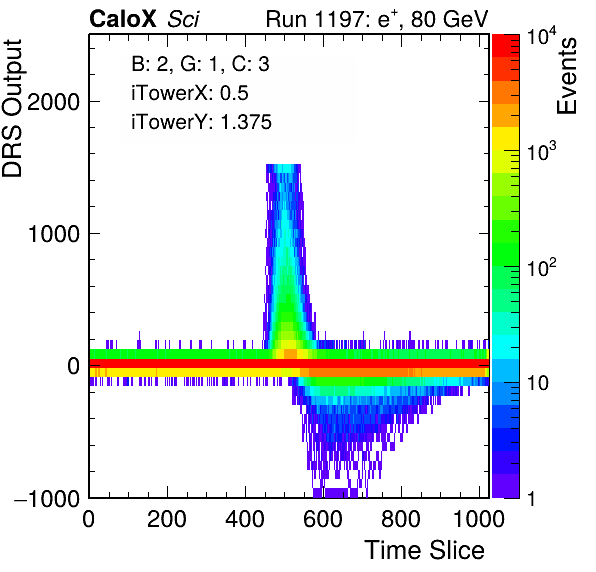 CaloX Sci Run 1197: e+, 80 GeV
B: 2, G: 1, C: 3
iTowerX: 0.5
iTowerY: 1.375
DRS Output
2000
1000
0
−1000
0 200 400 600 800 1000
Time Slice
Events
10^4
10^3
10^2
10
1